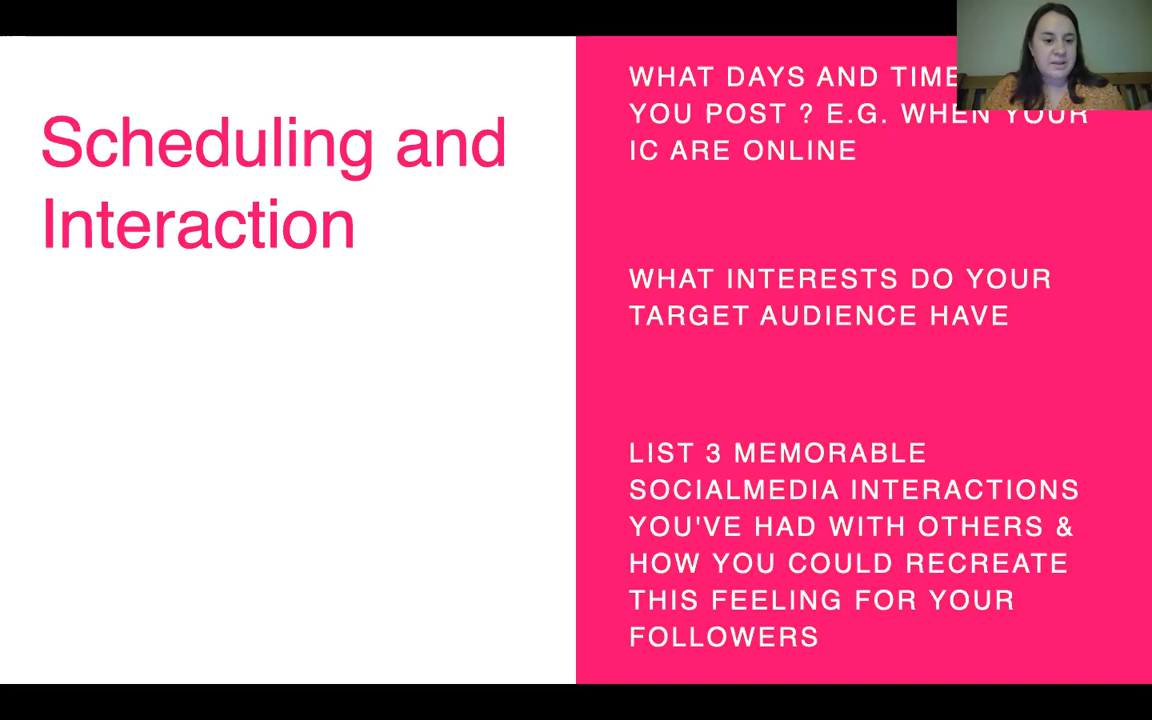 Scheduling and
Interaction
WHAT DAYS AND TIME
YOU POST ? E.G. WHEN YOUR
IC ARE ONLINE
WHAT INTERESTS DO YOUR
TARGET AUDIENCE HAVE
LIST 3 MEMORABLE
SOCIALMEDIA INTERACTIONS
YOU'VE HAD WITH OTHERS &
HOW YOU COULD RECREATE
THIS FEELING FOR YOUR
FOLLOWERS